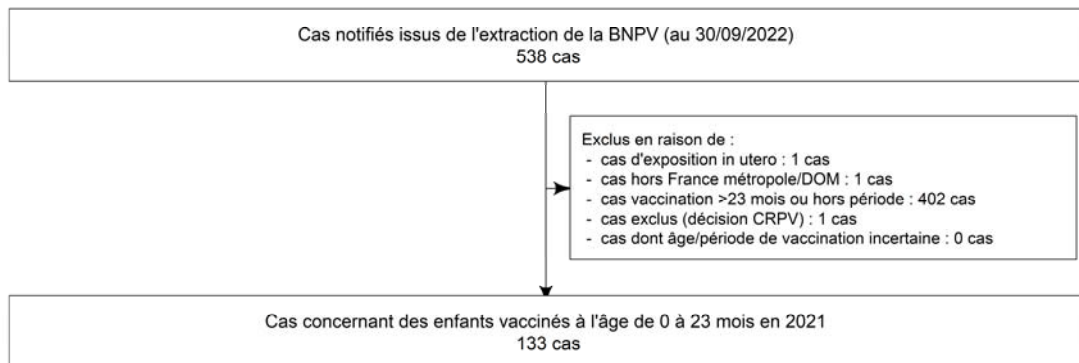 Cas notifiés issus de l'extraction de la BNPV (au 30/09/2022)
538 cas
Exclus en raison de :
- cas d'exposition in utero : 1 cas
- cas hors France métropole/DOM : 1 cas
- cas vaccination >23 mois ou hors période : 402 cas
- cas exclus (décision CRPV) : 1 cas
- cas dont âge/période de vaccination incertaine : 0 cas
Cas concernant des enfants vaccinés à l'âge de 0 à 23 mois en 2021
133 cas